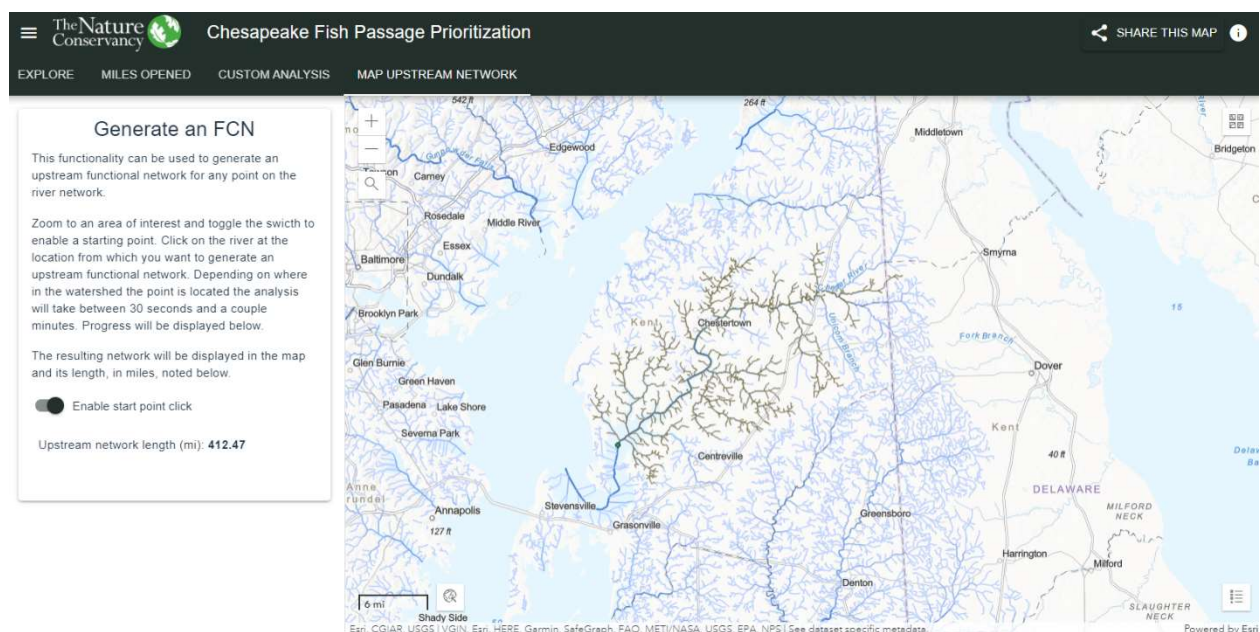 The Nature
Conservancy
Chesapeake Fish Passage Prioritization
SHARE THIS MAP
EXPLORE MILES OPENED CUSTOM ANALYSIS MAP UPSTREAM NETWORK
Generate an FCN
This functionality can be used to generate an
upstream functional network for any point on the
river network.
Zoom to an area of interest and toggle the swicth to
enable a starting point. Click on the river at the
location from which you want to generate an
upstream functional network. Depending on where
in the watershed the point is located the analysis
will take between 30 seconds and a couple
minutes. Progress will be displayed below.
The resulting network will be displayed in the map
and its length, in miles, noted below.
Enable start point click
Upstream network length (mi): 412.47
542 ft
264 ft
Middletown
Bridgeton
Edgewood
Carney
Rosedale
Middle River
Essex
Baltimore
Smyrna
Dundalk
Brooklyn Park
Kent
Chestertown
15
Fork Branch
Unicorn Branch
Glen Burnie
Dover
Green Haven
Pasadena
Lake Shore
Severna Park
Kent
Centreville
40 ft
Anne
DELAWARE
Annapolis
Stevensville
Greensboro
MILFORD
NECK
127 ft
Grasonville
Harrington
Milford
Denton
6 mi
SLAUGHTER
NECK
Shady Side
Esri, CGIAR, USGS | VGIN, Esri, HERE, Garmin, SafeGraph, FAO, METI/NASA, USGS, EPA, NPS | See dataset specific metadata.
Powered by Esri